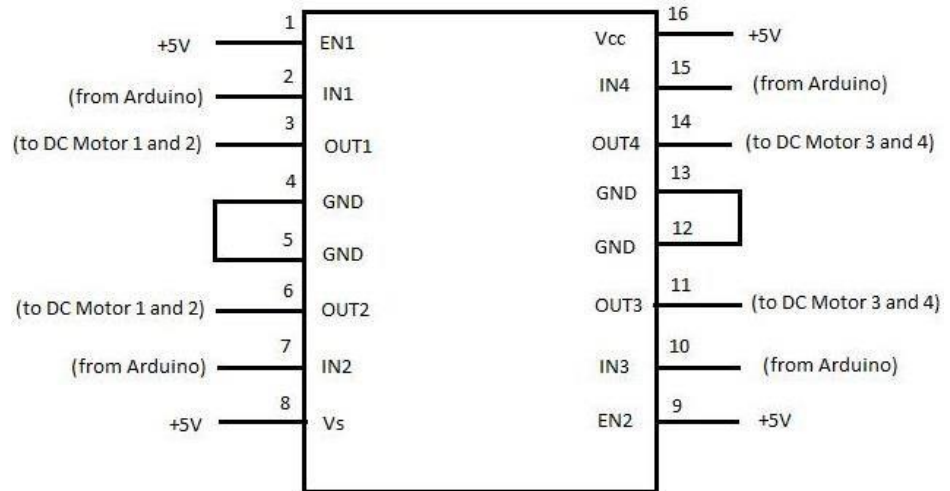 1
+5V
EN1
2
(from Arduino)
IN1
3
(to DC Motor 1 and 2)
OUT1
4
GND
5
GND
6
(to DC Motor 1 and 2)
OUT2
7
(from Arduino)
IN2
8
+5V
Vs
16
Vcc
+5V
15
IN4
(from Arduino)
14
OUT4
(to DC Motor 3 and 4)
13
GND
12
GND
11
OUT3
(to DC Motor 3 and 4)
10
IN3
(from Arduino)
9
EN2
+5V